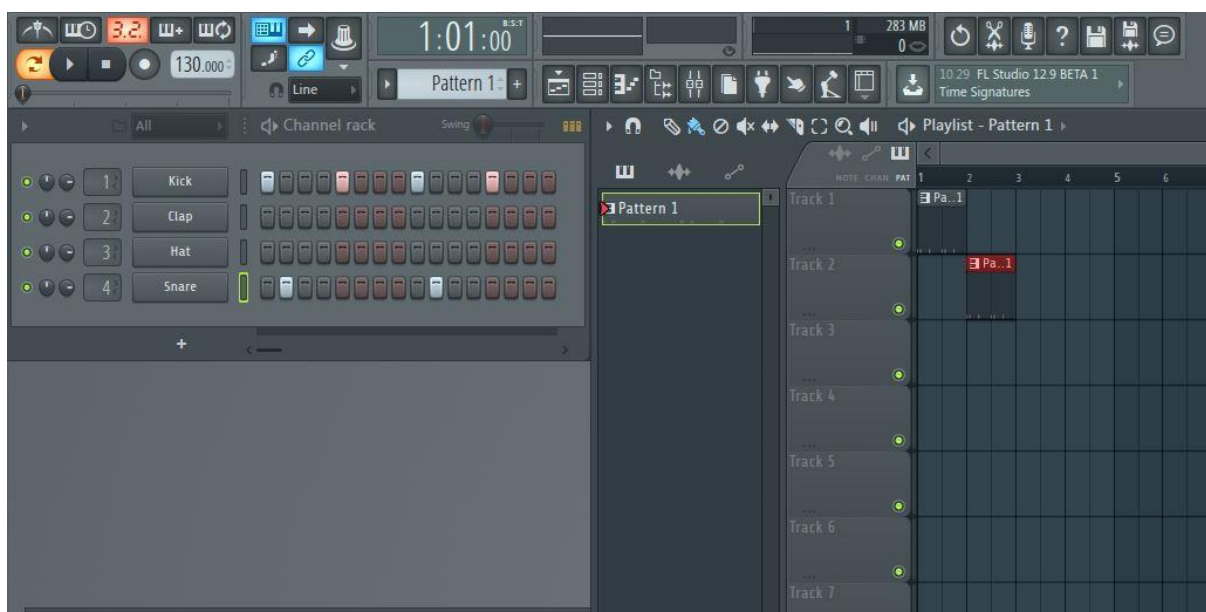 3.2.
130.000
1:01:00
B:S:T
Line
Pattern 1
1
283 MB
0
10.29 FL Studio 12.9 BETA 1
Time Signatures
All
Channel rack
Swing
1 Kick
2 Clap
3 Hat
4 Snare
+
Playlist - Pattern 1
Pattern 1
NOTE CHAN PAT
1 2 3 4 5 6
Track 1
Pa..1
Track 2
Pa..1
Track 3
Track 4
Track 5
Track 6
Track 7